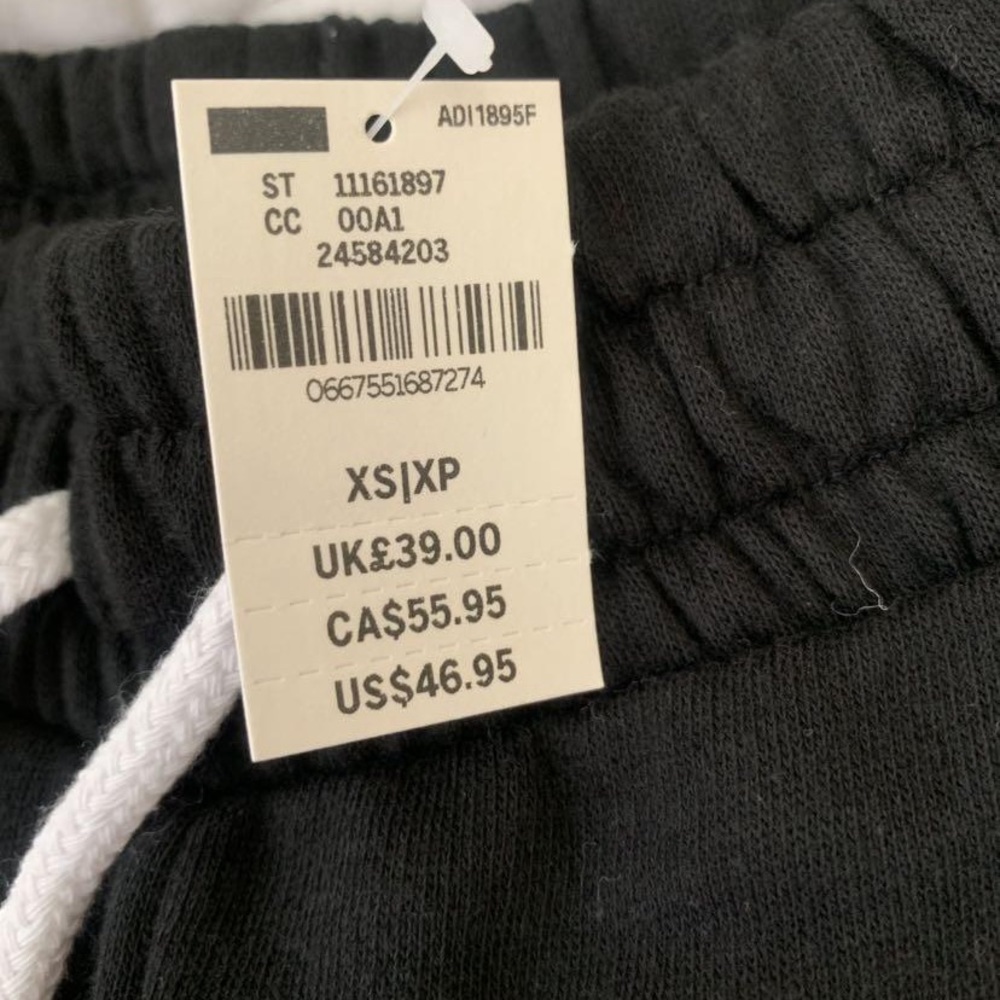 ADI1895F
ST 11161897
CC 00A1
24584203
0667551687274
XS|XP
UK£39.00
CA$55.95
US$46.95